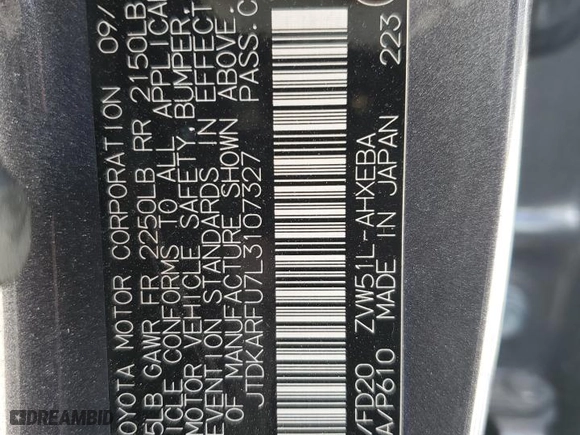 OYOTA MOTOR CORPORATION 09/
5LB GAWR FR 2250LB RR 2150LB
ICLE CONFORMS TO ALL APPLICA
MOTOR VEHICLE SAFETY, BUMPER,
EVENTION STANDARDS IN EFFECT
OF MANUFACTURE SHOWN ABOVE.
JTDKARFU7L3107327 PASS.C
/FD20 ZVW51L-AHXEBA
A/P610 MADE IN JAPAN 223
DREAMBID